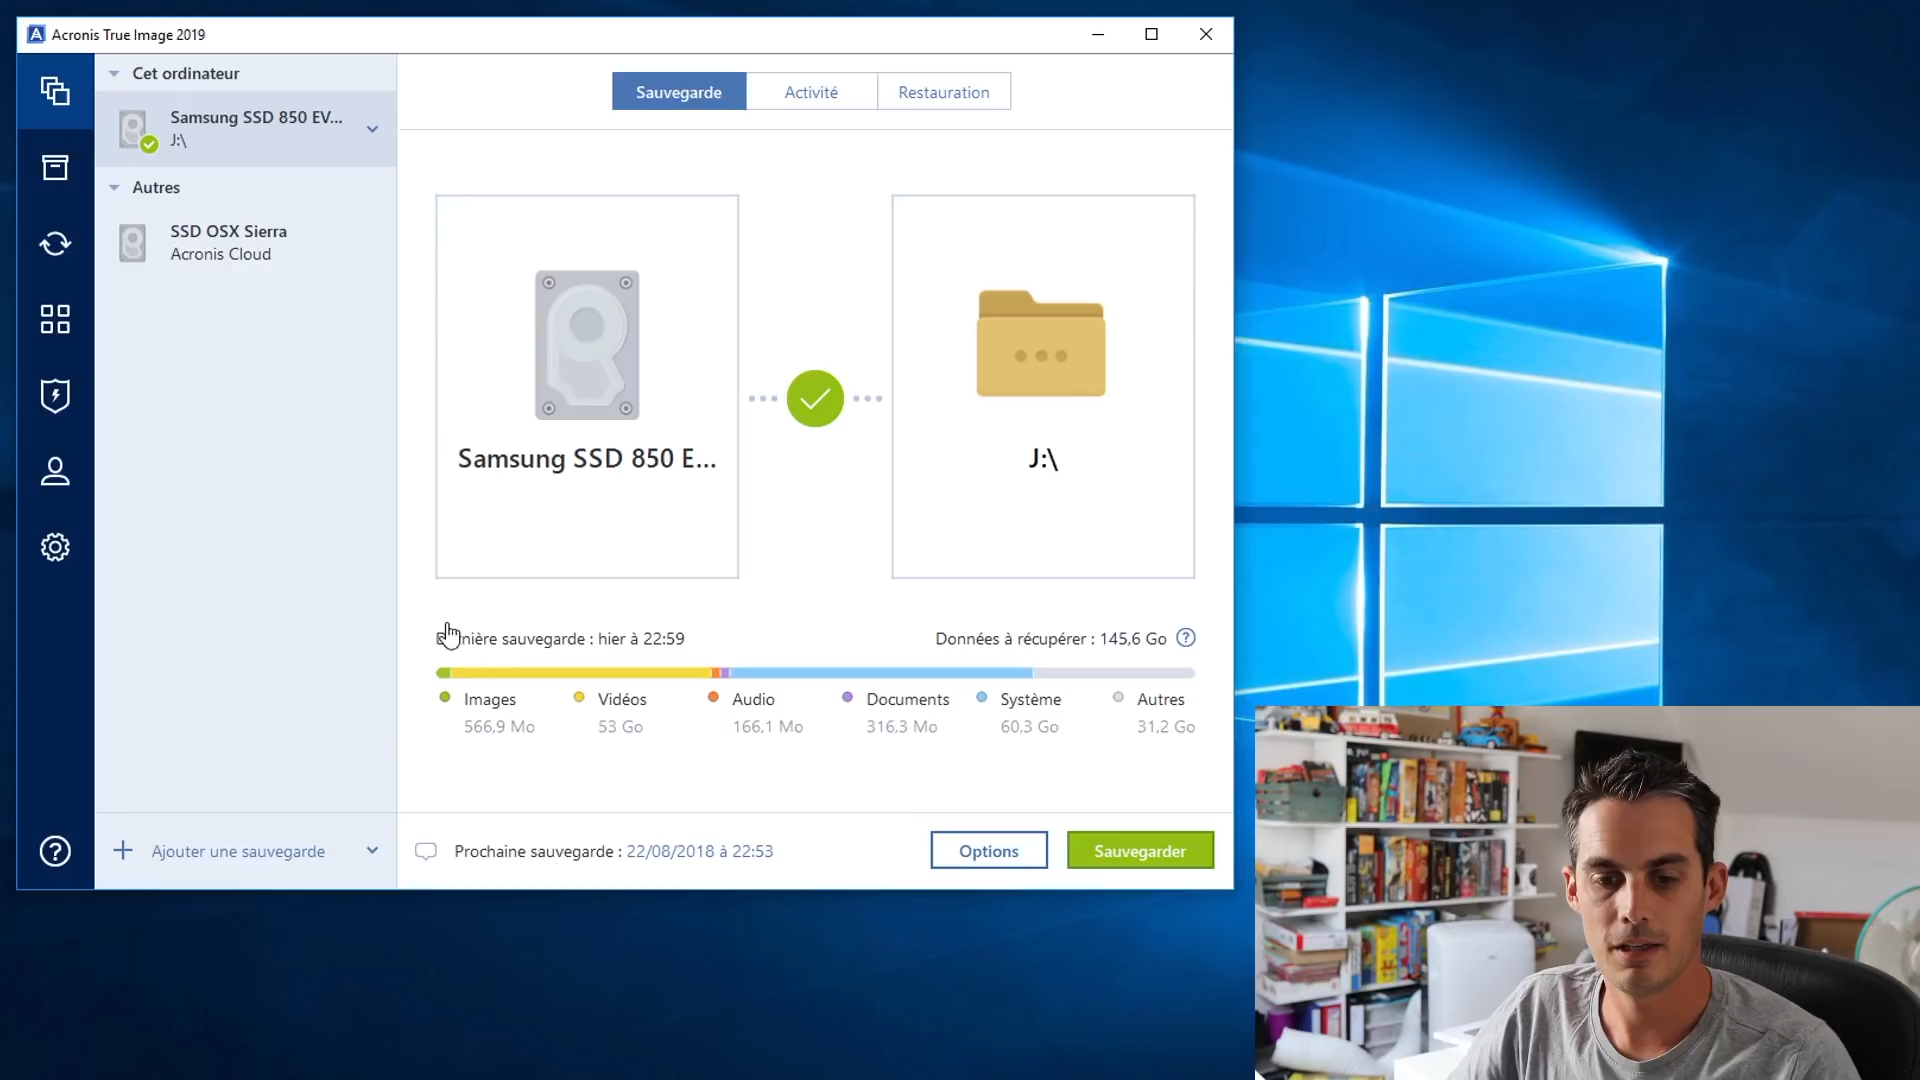 Acronis True Image 2019
Cet ordinateur
Samsung SSD 850 EV...
J:\
Autres
SSD OSX Sierra
Acronis Cloud
Ajouter une sauvegarde
Sauvegarde
Activité
Restauration
Samsung SSD 850 E...
J:\
nière sauvegarde : hier à 22:59
Données à récupérer : 145,6 Go
Images
Vidéos
Audio
Documents
Système
Autres
566,9 Mo
53 Go
166,1 Mo
316,3 Mo
60,3 Go
31,2 Go
Prochaine sauvegarde : 22/08/2018 à 22:53
Options
Sauvegarder